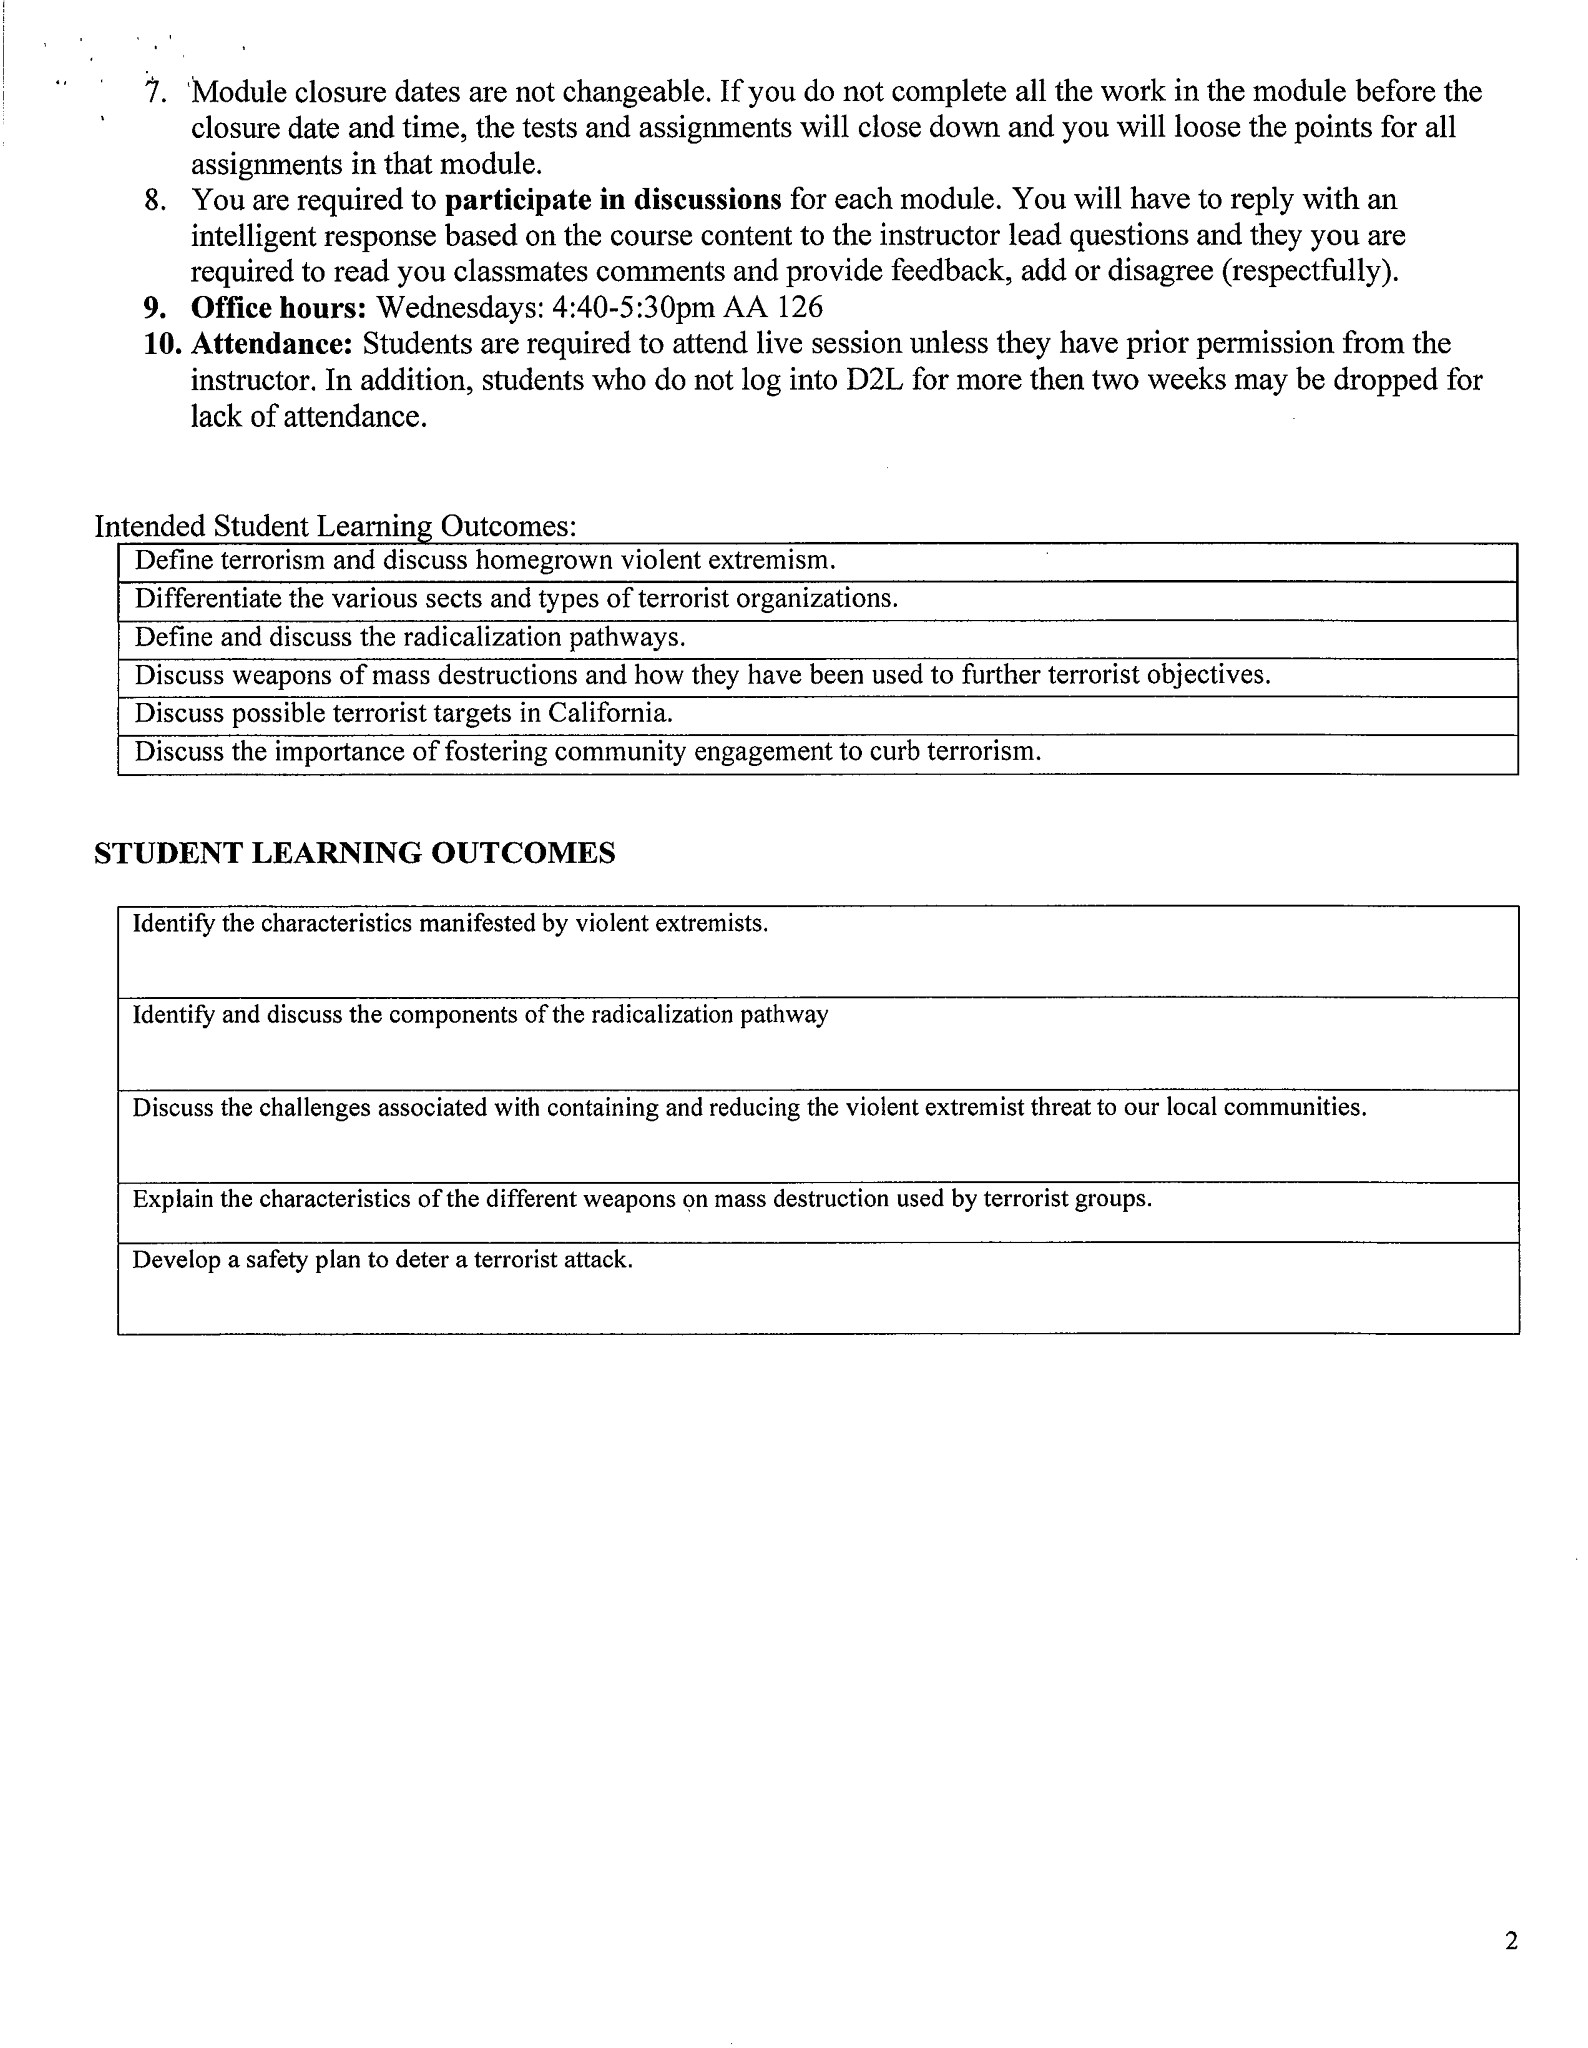 7. Module closure dates are not changeable. If you do not complete all the work in the module before the
closure date and time, the tests and assignments will close down and you will loose the points for all
assignments in that module.
8. You are required to participate in discussions for each module. You will have to reply with an
intelligent response based on the course content to the instructor lead questions and they you are
required to read you classmates comments and provide feedback, add or disagree (respectfully).
9. Office hours: Wednesdays: 4:40-5:30pm AA 126
10. Attendance: Students are required to attend live session unless they have prior permission from the
instructor. In addition, students who do not log into D2L for more then two weeks may be dropped for
lack of attendance.
Intended Student Learning Outcomes:
Define terrorism and discuss homegrown violent extremism.
Differentiate the various sects and types of terrorist organizations.
Define and discuss the radicalization pathways.
Discuss weapons of mass destructions and how they have been used to further terrorist objectives.
Discuss possible terrorist targets in California.
Discuss the importance of fostering community engagement to curb terrorism.
STUDENT LEARNING OUTCOMES
Identify the characteristics manifested by violent extremists.
Identify and discuss the components of the radicalization pathway
Discuss the challenges associated with containing and reducing the violent extremist threat to our local communities.
Explain the characteristics of the different weapons on mass destruction used by terrorist groups.
Develop a safety plan to deter a terrorist attack.
2